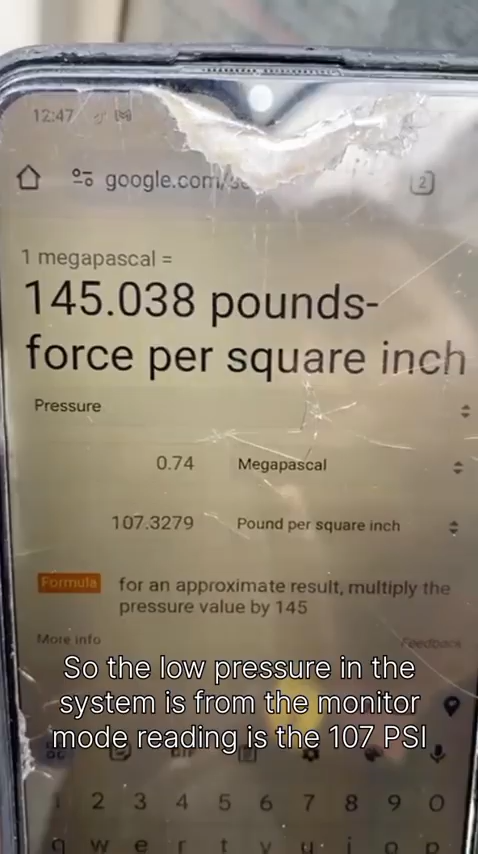 12:47
google.com/se
2
1 megapascal =
145.038 pounds-
force per square inch
Pressure
0.74 Megapascal
107.3279 Pound per square inch
Formula for an approximate result, multiply the
pressure value by 145
More info Feedback
So the low pressure in the
system is from the monitor
mode reading is the 107 PSI
GIF
1 2 3 4 5 6 7 8 9 0
q w e r t y u i o p